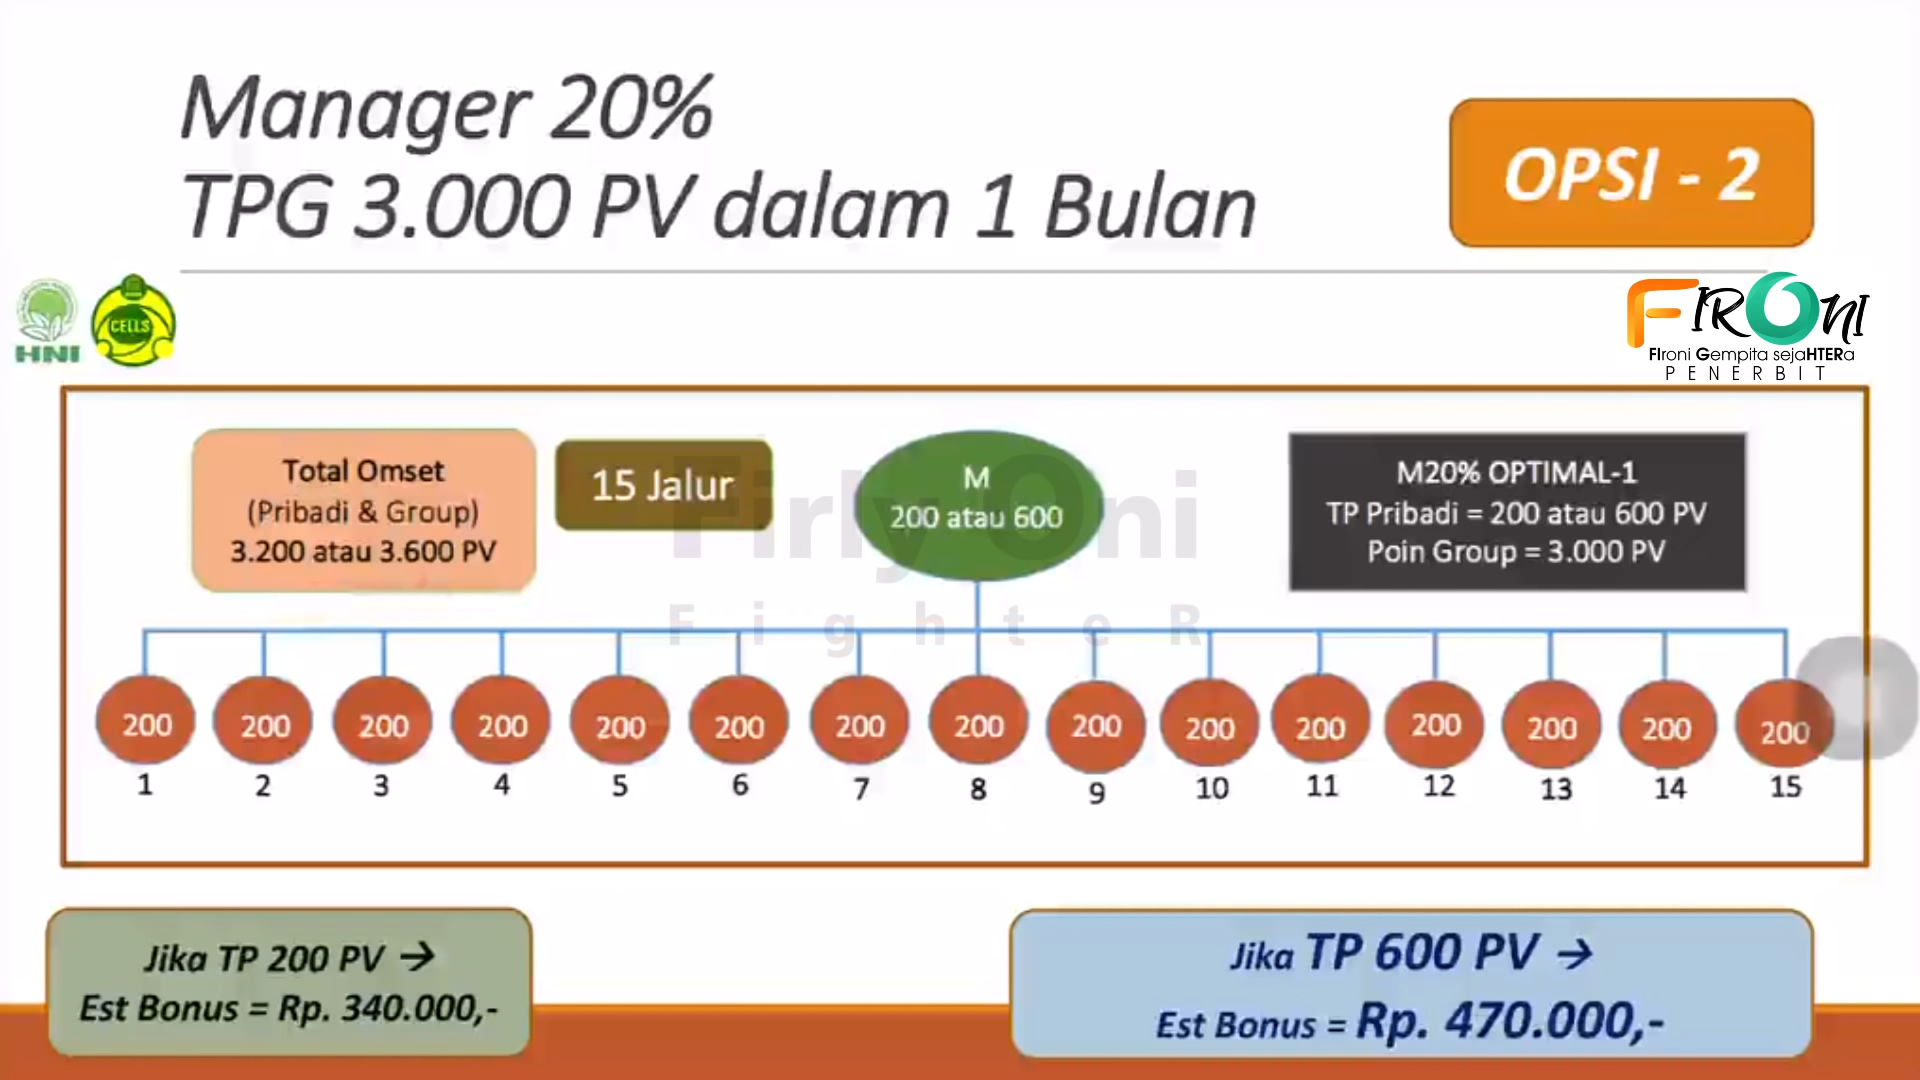 Manager 20%
TPG 3.000 PV dalam 1 Bulan
OPSI - 2
HNI
CELLS
FIRONI
FIroni Gempita sejaHTERa
PENERBIT
Total Omset
(Pribadi & Group)
3.200 atau 3.600 PV
15 Jalur
M
200 atau 600
M20% OPTIMAL-1
TP Pribadi = 200 atau 600 PV
Poin Group = 3.000 PV
Firly Oni
FighteR
200 200 200 200 200 200 200 200 200 200 200 200 200 200 200
1 2 3 4 5 6 7 8 9 10 11 12 13 14 15
Jika TP 200 PV →
Est Bonus = Rp. 340.000,-
Jika TP 600 PV →
Est Bonus = Rp. 470.000,-